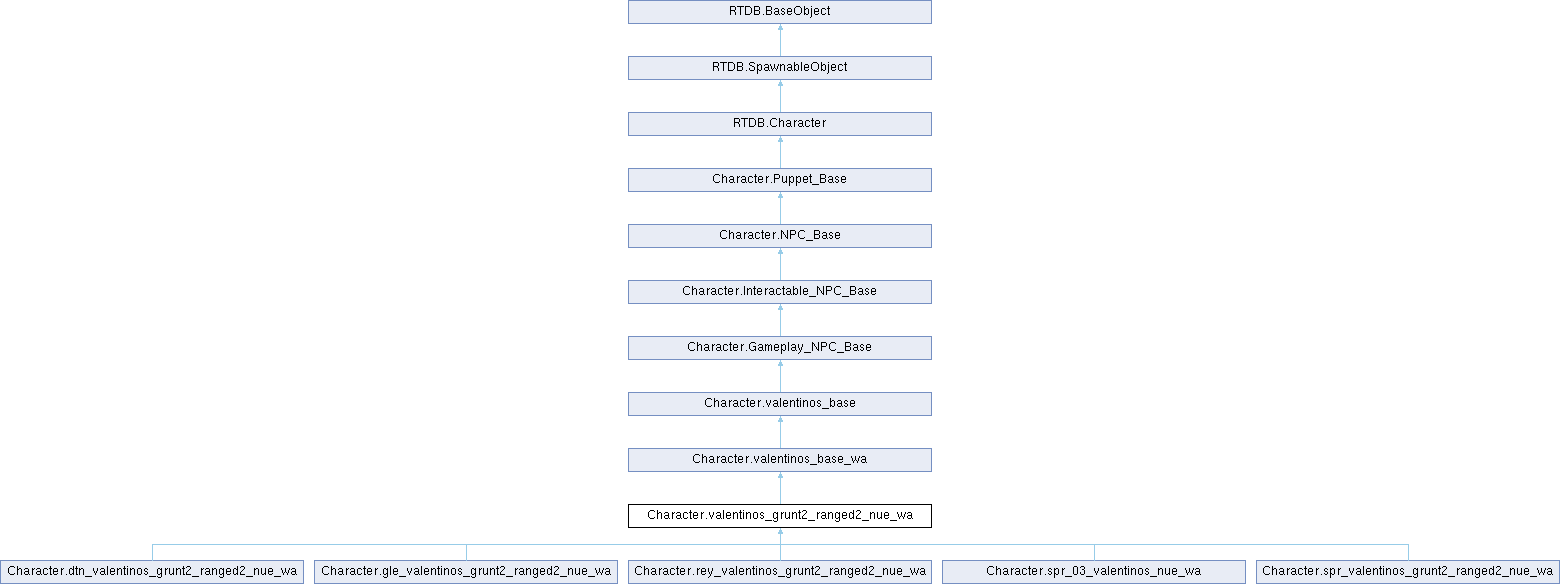 RTDB.BaseObject
RTDB.SpawnableObject
RTDB.Character
Character.Puppet_Base
Character.NPC_Base
Character.Interactable_NPC_Base
Character.Gameplay_NPC_Base
Character.valentinos_base
Character.valentinos_base_wa
Character.valentinos_grunt2_ranged2_nue_wa
Character.dtn_valentinos_grunt2_ranged2_nue_wa
Character.gle_valentinos_grunt2_ranged2_nue_wa
Character.rey_valentinos_grunt2_ranged2_nue_wa
Character.spr_03_valentinos_nue_wa
Character.spr_valentinos_grunt2_ranged2_nue_wa